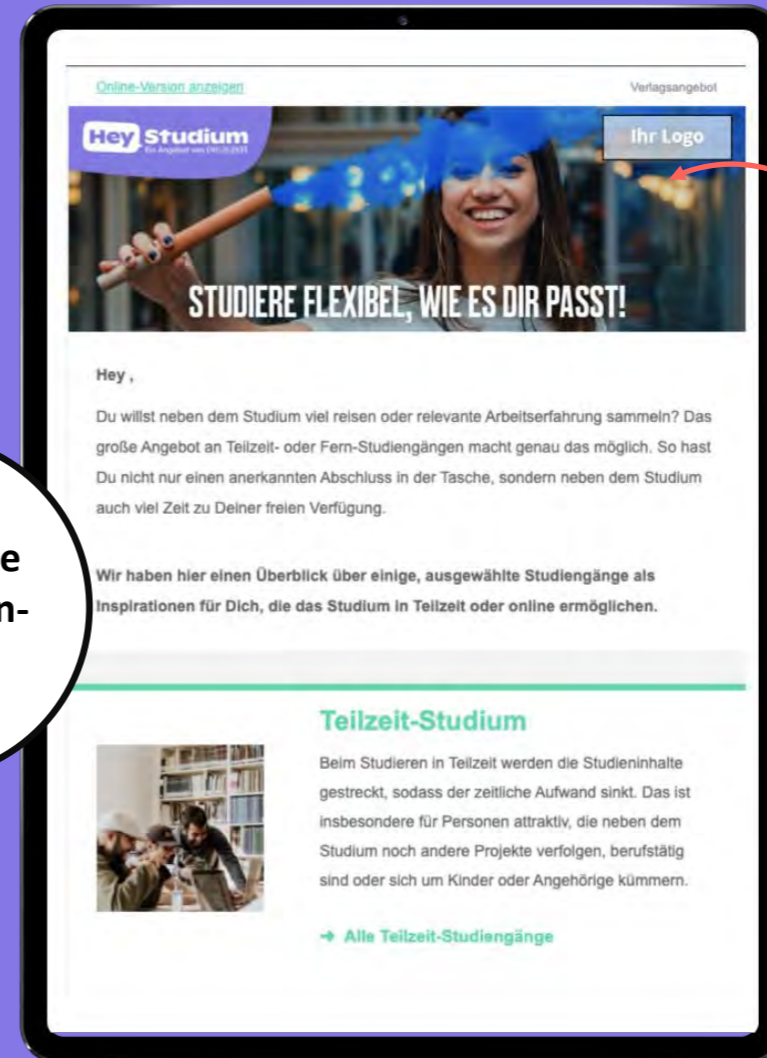 Online-Version anzeigen
Verlagsangebot
Hey Studium
Ein Angebot von DIE ZEIT
Ihr Logo
STUDIERE FLEXIBEL, WIE ES DIR PASST!
Hey ,
Du willst neben dem Studium viel reisen oder relevante Arbeitserfahrung sammeln? Das
große Angebot an Teilzeit- oder Fern-Studiengängen macht genau das möglich. So hast
Du nicht nur einen anerkannten Abschluss in der Tasche, sondern neben dem Studium
auch viel Zeit zu Deiner freien Verfügung.
e
n-
Wir haben hier einen Überblick über einige, ausgewählte Studiengänge als
Inspirationen für Dich, die das Studium in Teilzeit oder online ermöglichen.
Teilzeit-Studium
Beim Studieren in Teilzeit werden die Studieninhalte
gestreckt, sodass der zeitliche Aufwand sinkt. Das ist
insbesondere für Personen attraktiv, die neben dem
Studium noch andere Projekte verfolgen, berufstätig
sind oder sich um Kinder oder Angehörige kümmern.
➔ Alle Teilzeit-Studiengänge